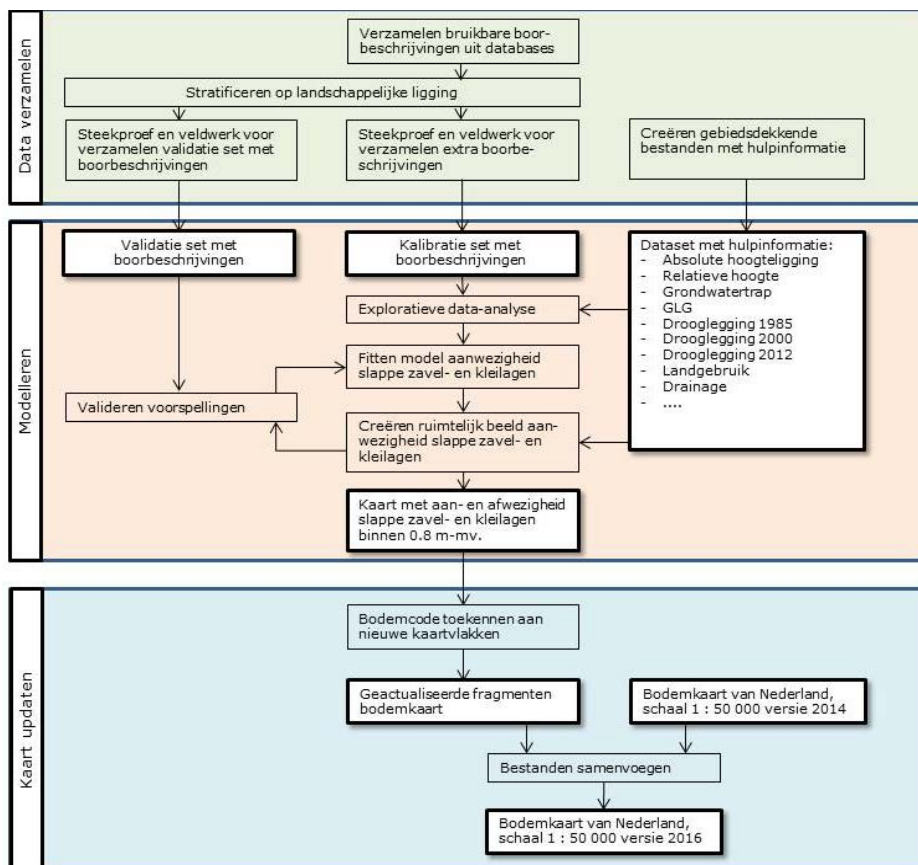 Data verzamelen
Verzamelen bruikbare boor-
beschrijvingen uit databases
Stratificeren op landschappelijke ligging
Steekproef en veldwerk voor
verzamelen validatie set met
boorbeschrijvingen
Steekproef en veldwerk voor
verzamelen extra boorbe-
schrijvingen
Creëren gebiedsdekkende
bestanden met hulpinformatie
Modelleren
Validatie set met
boorbeschrijvingen
Kalibratie set met
boorbeschrijvingen
Dataset met hulpinformatie:
- Absolute hoogteligging
- Relatieve hoogte
- Grondwatertrap
- GLG
- Drooglegging 1985
- Drooglegging 2000
- Drooglegging 2012
- Landgebruik
- Drainage
- ....
Exploratieve data-analyse
Fitten model aanwezigheid
slappe zavel- en kleilagen
Valideren voorspellingen
Creëren ruimtelijk beeld aan-
wezigheid slappe zavel- en
kleilagen
Kaart met aan- en afwezigheid
slappe zavel- en kleilagen
binnen 0.8 m-mv.
Kaart updaten
Bodemcode toekennen aan
nieuwe kaartvlakken
Geactualiseerde fragmenten
bodemkaart
Bodemkaart van Nederland,
schaal 1 : 50 000 versie 2014
Bestanden samenvoegen
Bodemkaart van Nederland,
schaal 1 : 50 000 versie 2016